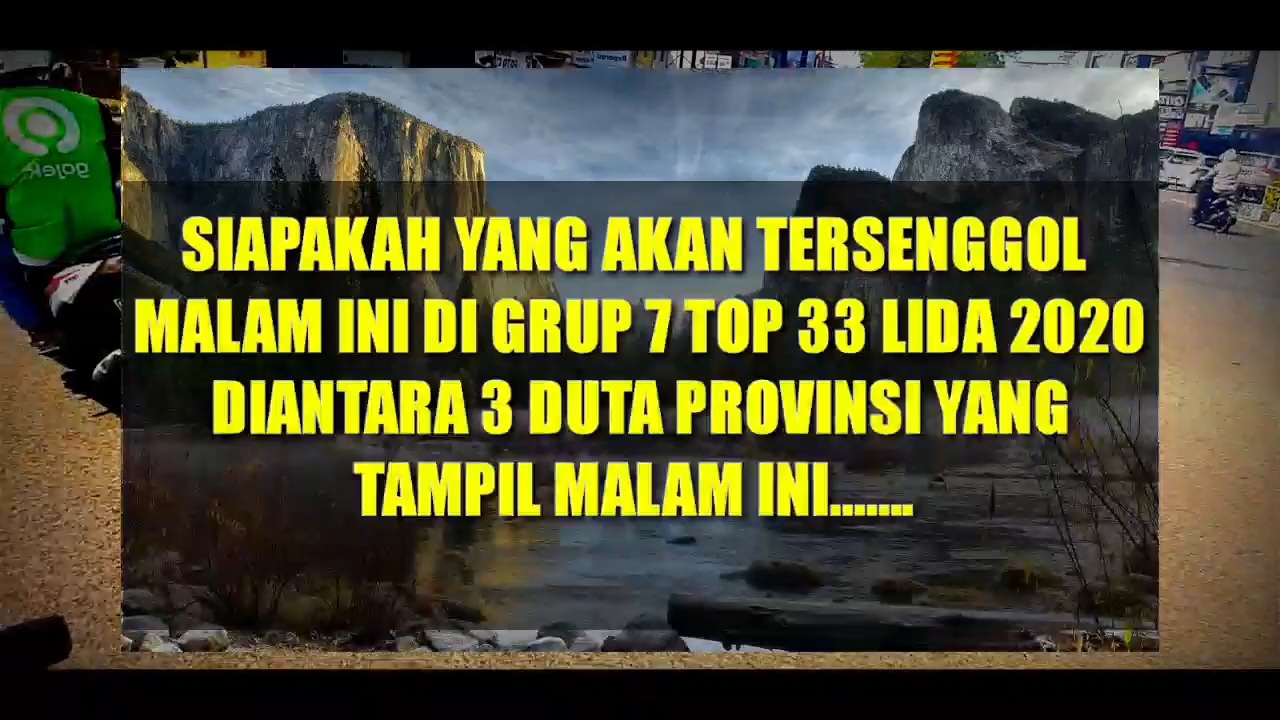 SIAPAKAH YANG AKAN TERSENGGOL
MALAM INI DI GRUP 7 TOP 33 LIDA 2020
DIANTARA 3 DUTA PROVINSI YANG
TAMPIL MALAM INI.......
gojek